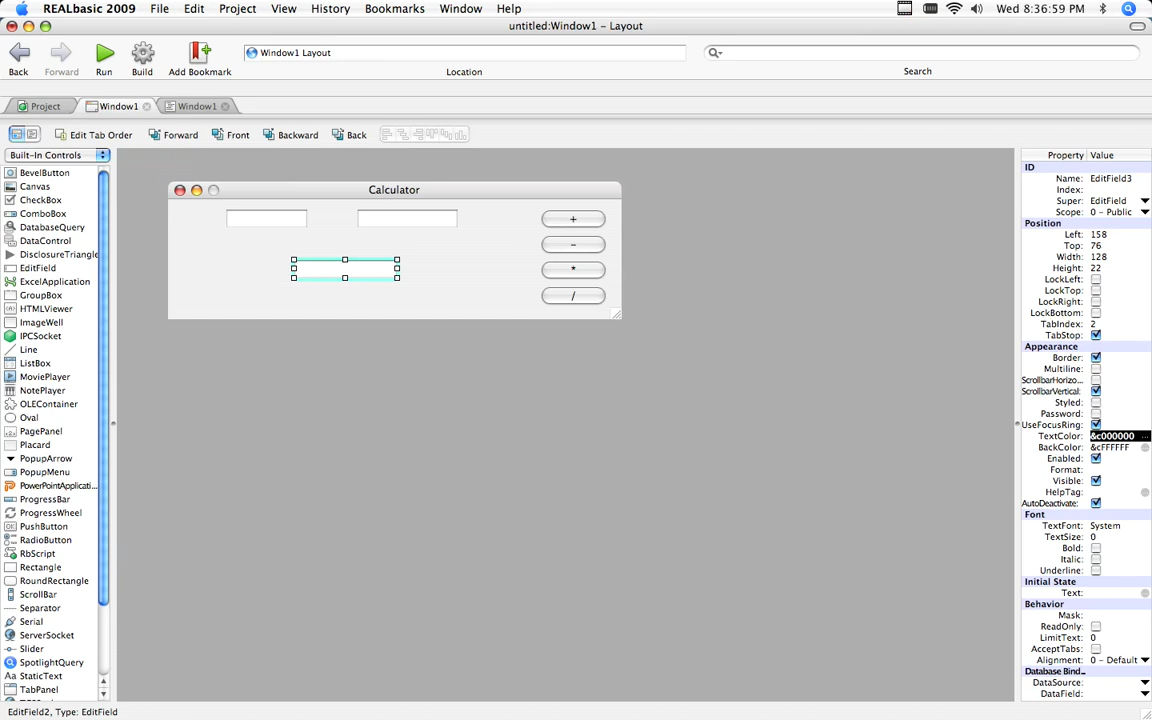 REALbasic 2009 File Edit Project View History Bookmarks Window Help Wed 8:36:59 PM
untitled:Window1 - Layout
Window1 Layout
Back Forward Run Build Add Bookmark Location Search
Project Window1 Window1
Edit Tab Order Forward Front Backward Back
Built-In Controls
BevelButton
Canvas
CheckBox
ComboBox
DatabaseQuery
DataControl
DisclosureTriangle
EditField
ExcelApplication
GroupBox
HTMLViewer
ImageWell
IPCSocket
Line
ListBox
MoviePlayer
NotePlayer
OLEContainer
Oval
PagePanel
Placard
PopupArrow
PopupMenu
PowerPointApplicati...
ProgressBar
ProgressWheel
PushButton
RadioButton
RbScript
Rectangle
RoundRectangle
ScrollBar
Separator
Serial
ServerSocket
Slider
SpotlightQuery
Aa StaticText
TabPanel
Calculator
+
-
*
/
Property Value
ID
Name: EditField3
Index:
Super: EditField
Scope: 0 - Public
Position
Left: 158
Top: 76
Width: 128
Height: 22
LockLeft:
LockTop:
LockRight:
LockBottom:
TabIndex: 2
TabStop:
Appearance
Border:
Multiline:
ScrollbarHorizo...
ScrollbarVertical:
Styled:
Password:
UseFocusRing:
TextColor: &c000000 ...
BackColor: &cFFFFFF
Enabled:
Format:
Visible:
HelpTag:
AutoDeactivate:
Font
TextFont: System
TextSize: 0
Bold:
Italic:
Underline:
Initial State
Text:
Behavior
Mask:
ReadOnly:
LimitText: 0
AcceptTabs:
Alignment: 0 - Default
Database Bind...
DataSource:
DataField:
EditField2, Type: EditField